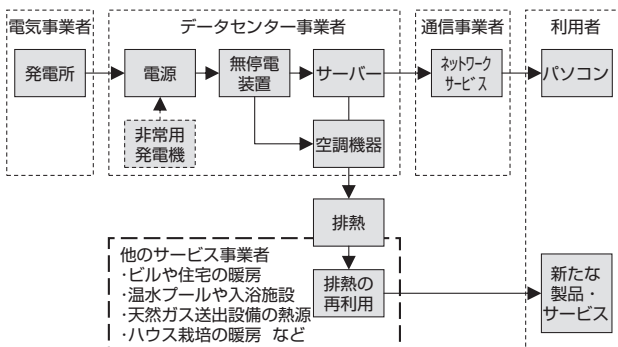 電気事業者
データセンター事業者
通信事業者
利用者
発電所
電源
無停電
装置
サーバー
ネットワーク
サービス
パソコン
非常用
発電機
空調機器
排熱
他のサービス事業者
・ビルや住宅の暖房
・温水プールや入浴施設
・天然ガス送出設備の熱源
・ハウス栽培の暖房 など
排熱の
再利用
新たな
製品・
サービス